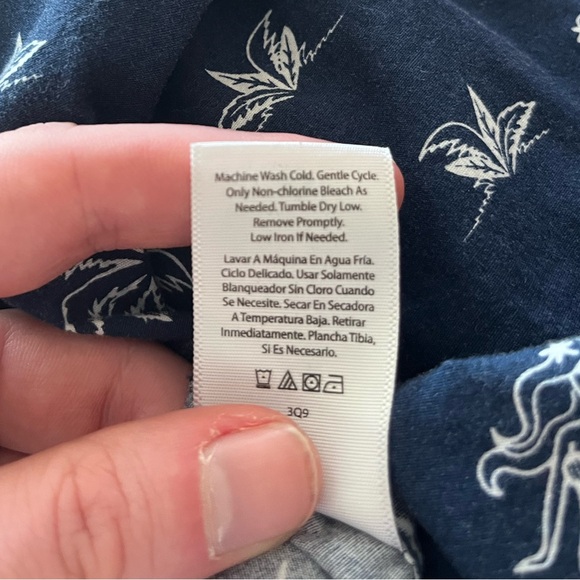 Machine Wash Cold. Gentle Cycle.
Only Non-chlorine Bleach As
Needed. Tumble Dry Low.
Remove Promptly.
Low Iron If Needed.
Lavar A Máquina En Agua Fría.
Ciclo Delicado. Usar Solamente
Blanqueador Sin Cloro Cuando
Se Necesite. Secar En Secadora
A Temperatura Baja. Retirar
Inmediatamente. Plancha Tibia,
Si Es Necesario.
3Q9